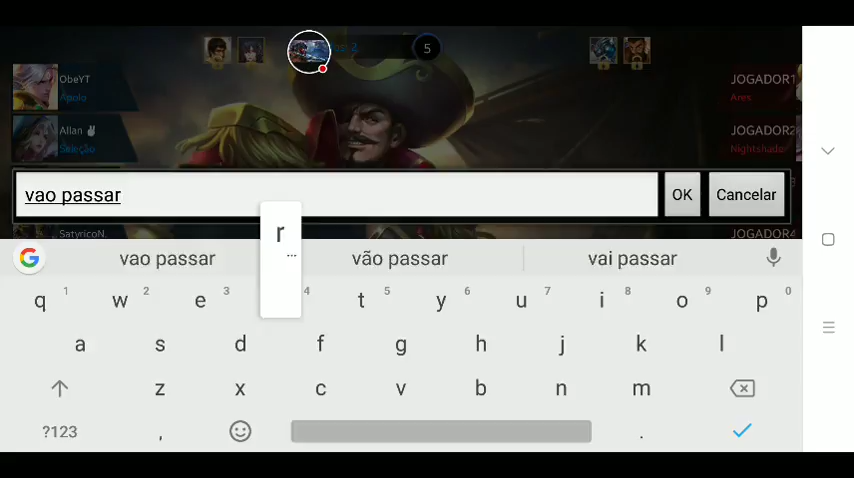 5
ObeYT
Apolo
JOGADOR1
Ares
Allan ✌
Seleção
JOGADOR2
Nightshade
vao passar
OK
Cancelar
SatyricoN.
JOGADOR4
r
...
vao passar
vão passar
vai passar
q 1 w 2 e 3 4 t 5 y 6 u 7 i 8 o 9 p 0
a s d f g h j k l
z x c v b n m
?123 , .